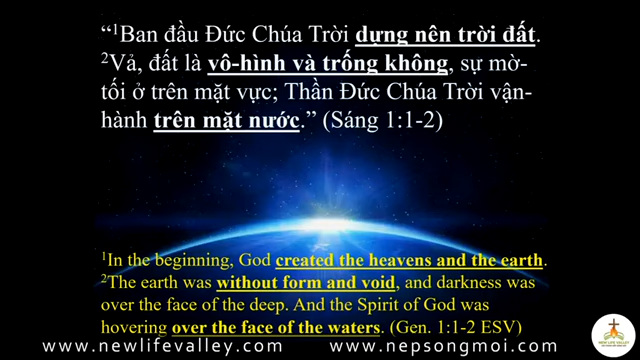 “¹Ban đầu Đức Chúa Trời dựng nên trời đất.
²Vả, đất là vô-hình và trống không, sự mờ-
tối ở trên mặt vực; Thần Đức Chúa Trời vận-
hành trên mặt nước.” (Sáng 1:1-2)
¹In the beginning, God created the heavens and the earth.
²The earth was without form and void, and darkness was
over the face of the deep. And the Spirit of God was
hovering over the face of the waters. (Gen. 1:1-2 ESV)
www.newlifevalley.com www.nepsongmoi.com
NEW LIFE VALLEY